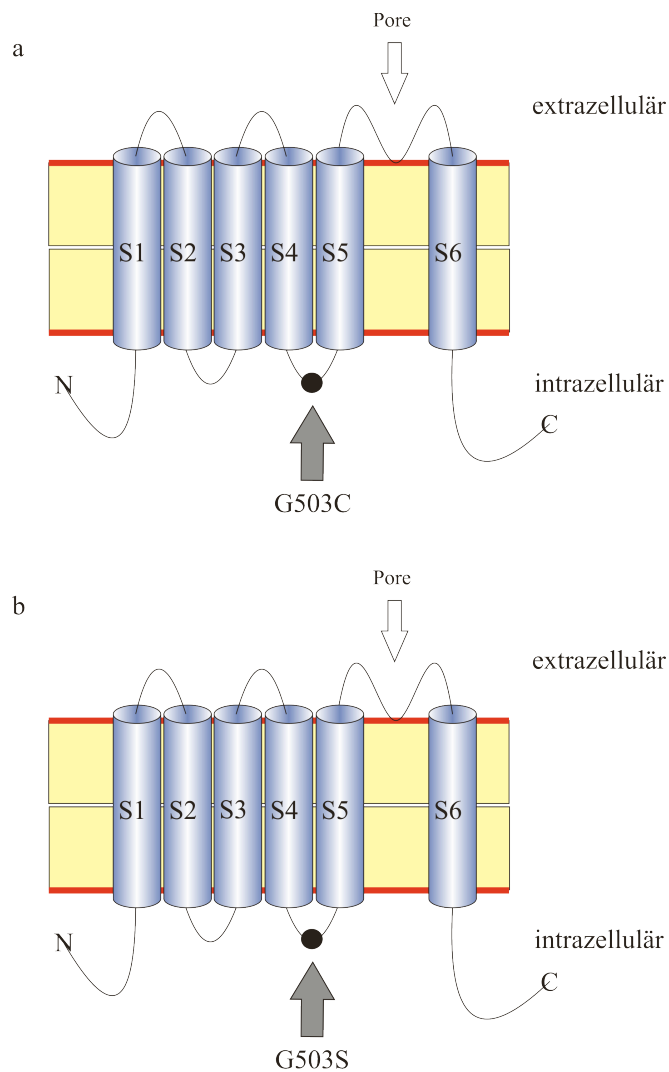 Pore
a
extrazellulär
S1 S2 S3 S4 S5 S6
N
intrazellulär
C
G503C
Pore
b
extrazellulär
S1 S2 S3 S4 S5 S6
N
intrazellulär
C
G503S